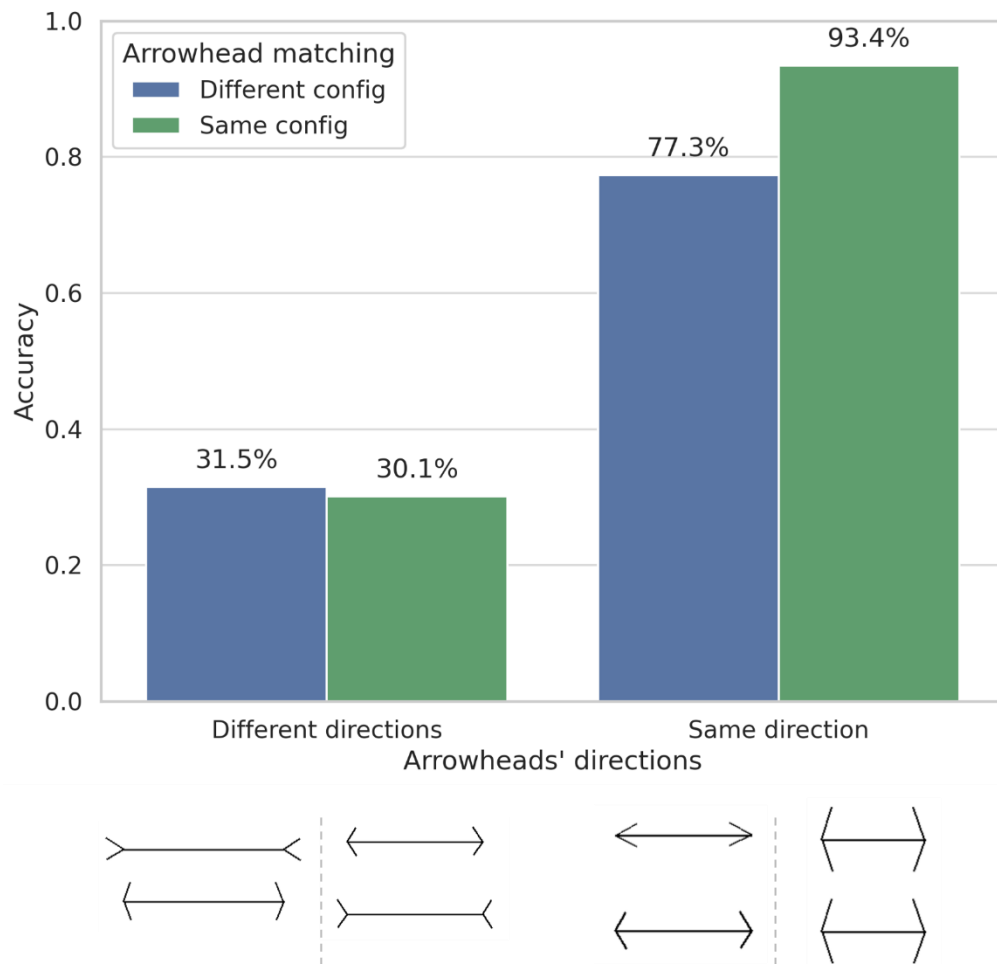 1.0
0.8
0.6
0.4
0.2
0.0
Accuracy
Arrowhead matching
Different config
Same config
31.5%
30.1%
77.3%
93.4%
Different directions
Same direction
Arrowheads' directions